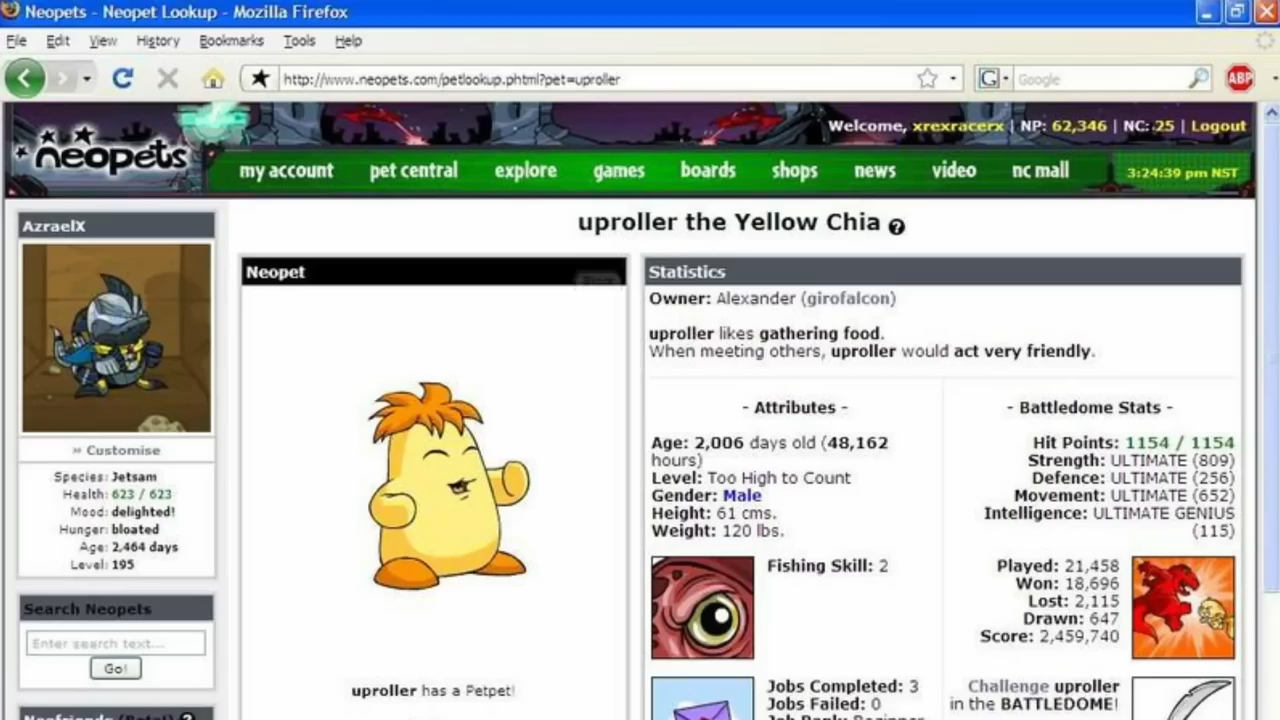 Neopets - Neopet Lookup - Mozilla Firefox
File Edit View History Bookmarks Tools Help
http://www.neopets.com/petlookup.phtml?pet=uproller
G Google
ABP
neopets
Welcome, xrexracerx | NP: 62,346 | NC: 25 | Logout
my account pet central explore games boards shops news video nc mall
3:24:39 pm NST
AzraelX
» Customise
Species: Jetsam
Health: 623 / 623
Mood: delighted!
Hunger: bloated
Age: 2,464 days
Level: 195
Search Neopets
Enter search text...
Go!
Neofriends (Beta!) ?
uproller the Yellow Chia ?
Neopet
uproller has a Petpet!
Statistics
Owner: Alexander (girofalcon)
uproller likes gathering food.
When meeting others, uproller would act very friendly.
- Attributes -
Age: 2,006 days old (48,162
hours)
Level: Too High to Count
Gender: Male
Height: 61 cms.
Weight: 120 lbs.
Fishing Skill: 2
Jobs Completed: 3
Jobs Failed: 0
Job Rank: Beginner
- Battledome Stats -
Hit Points: 1154 / 1154
Strength: ULTIMATE (809)
Defence: ULTIMATE (256)
Movement: ULTIMATE (652)
Intelligence: ULTIMATE GENIUS
(115)
Played: 21,458
Won: 18,696
Lost: 2,115
Drawn: 647
Score: 2,459,740
Challenge uproller
in the BATTLEDOME!